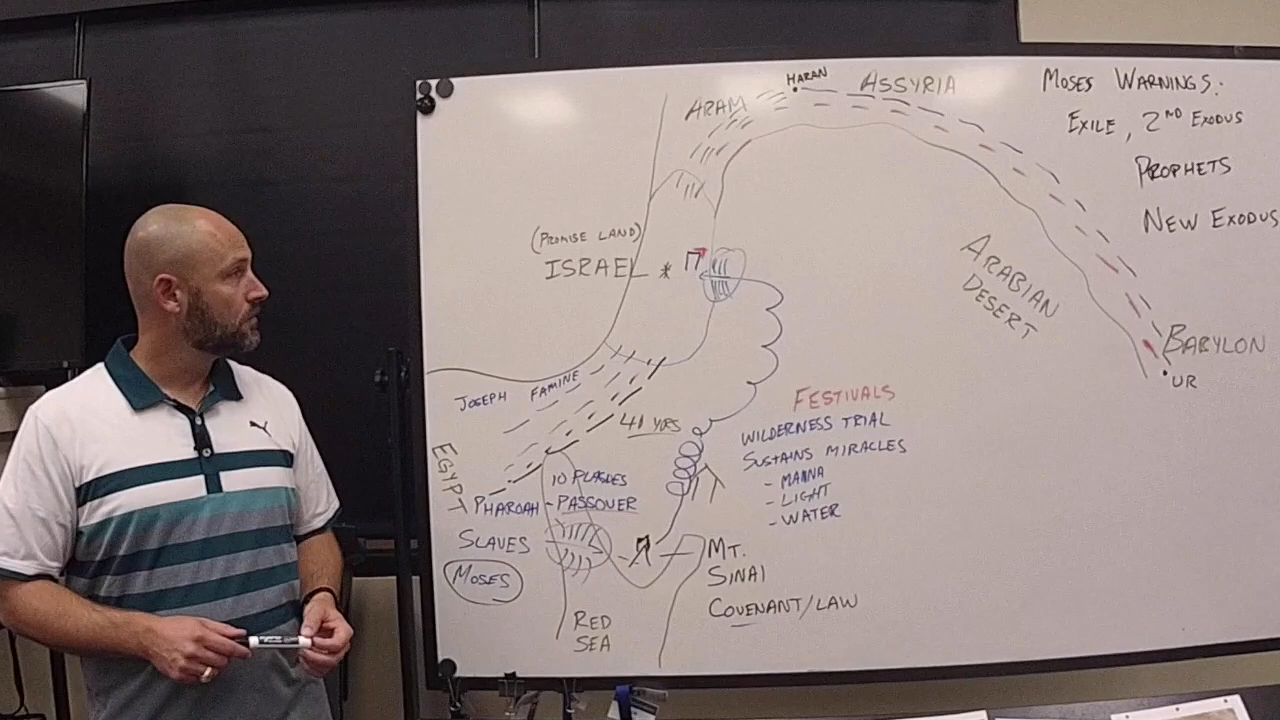 HARAN
ASSYRIA
ARAM
MOSES WARNINGS:
EXILE, 2ND EXODUS
PROPHETS
NEW EXODUS
(PROMISE LAND)
ISRAEL
ARABIAN
DESERT
BABYLON
UR
JOSEPH FAMINE
40 YRS
EGYPT
FESTIVALS
WILDERNESS TRIAL
SUSTAINS MIRACLES
- MANNA
- LIGHT
- WATER
10 PLAGUES
PHAROAH - PASSOVER
SLAVES
MOSES
MT.
SINAI
COVENANT/LAW
RED
SEA